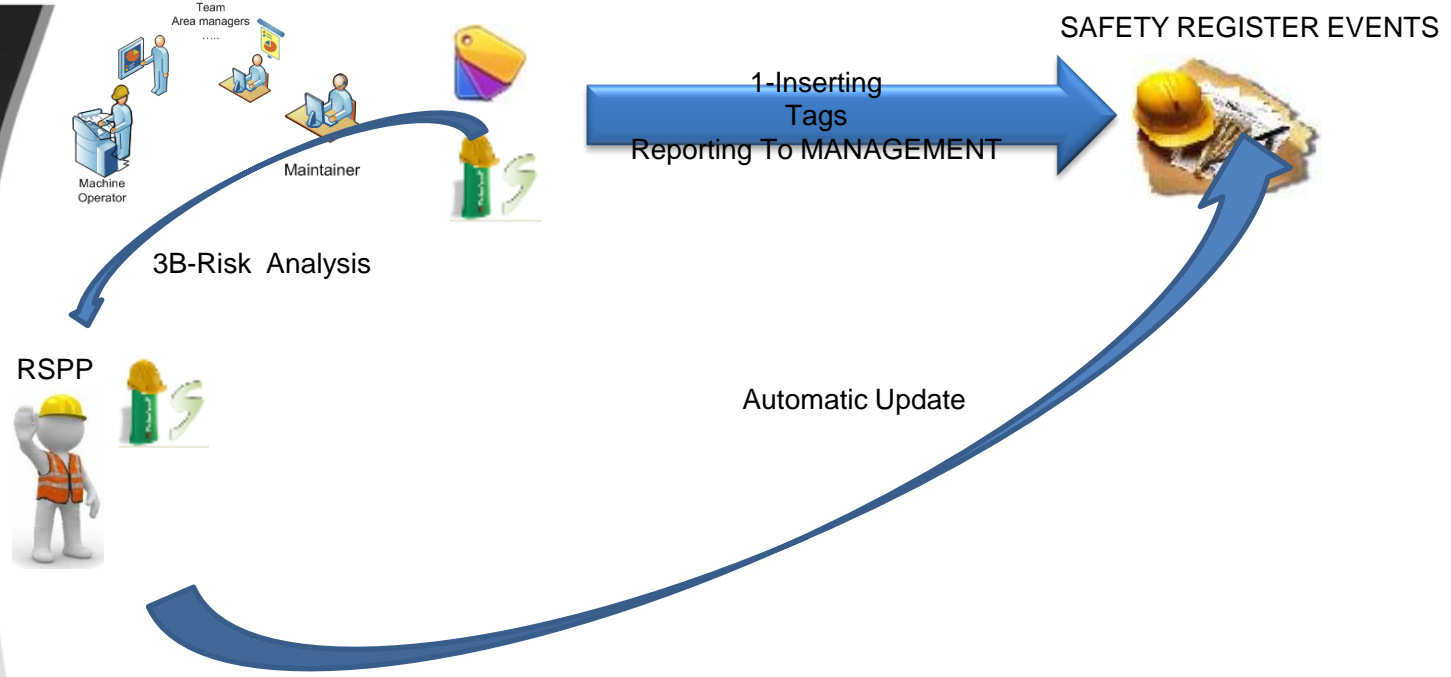 Team
Area managers
.....
SAFETY REGISTER EVENTS
1-Inserting
Tags
Reporting To MANAGEMENT
Maintainer
Machine
Operator
3B-Risk Analysis
RSPP
Automatic Update